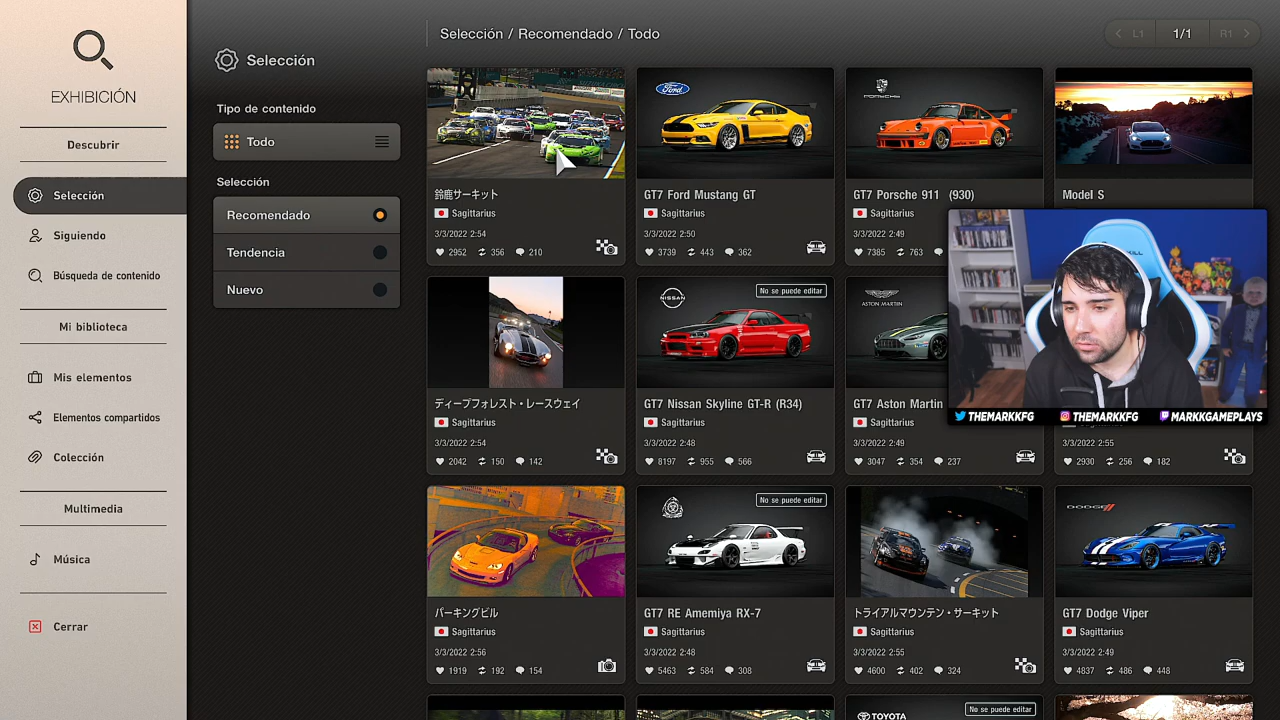 EXHIBICIÓN
Descubrir
Selección
Siguiendo
Búsqueda de contenido
Mi biblioteca
Mis elementos
Elementos compartidos
Colección
Multimedia
Música
Cerrar
Selección
Tipo de contenido
Todo
Selección
Recomendado
Tendencia
Nuevo
Selección / Recomendado / Todo
L1 1/1 R1
鈴鹿サーキット
Sagittarius
3/3/2022 2:54
2952 356 210
Ford
GT7 Ford Mustang GT
Sagittarius
3/3/2022 2:50
3739 443 362
PORSCHE
GT7 Porsche 911 (930)
Sagittarius
3/3/2022 2:49
7385 763
Model S
THEMARKKFG THEMARKKFG MARKKGAMEPLAYS
ディープフォレスト・レースウェイ
Sagittarius
3/3/2022 2:54
2042 150 142
NISSAN
No se puede editar
GT7 Nissan Skyline GT-R (R34)
Sagittarius
3/3/2022 2:48
8197 955 566
ASTON MARTIN
GT7 Aston Martin
Sagittarius
3/3/2022 2:49
3047 354 237
3/3/2022 2:55
2930 256 182
パーキングビル
Sagittarius
3/3/2022 2:56
1919 192 154
No se puede editar
GT7 RE Amemiya RX-7
Sagittarius
3/3/2022 2:48
5463 584 308
トライアルマウンテン・サーキット
Sagittarius
3/3/2022 2:55
4600 402 324
DODGE
GT7 Dodge Viper
Sagittarius
3/3/2022 2:49
4837 486 448
TOYOTA
No se puede editar